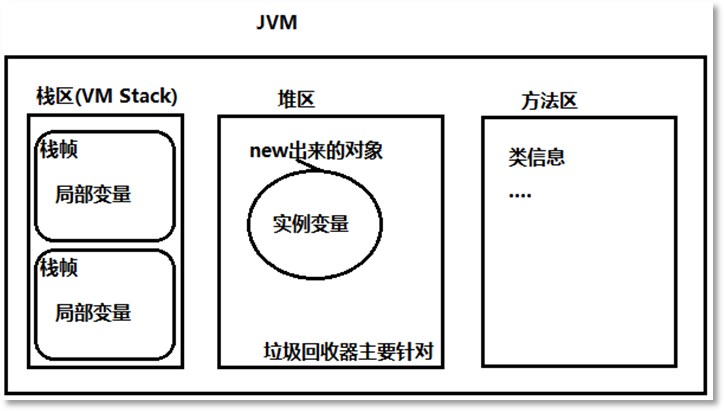 JVM
栈区(VM Stack)
堆区
方法区
栈帧
局部变量
栈帧
局部变量
new出来的对象
实例变量
垃圾回收器主要针对
类信息
....